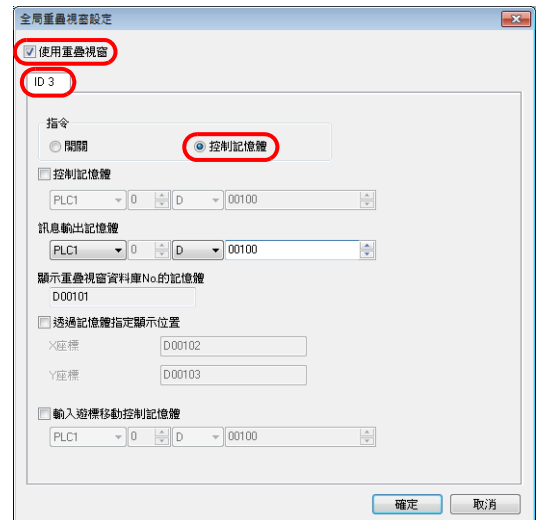 全局重疊視窗設定
使用重疊視窗
ID 3
指令
開關 控制記憶體
控制記憶體
PLC1 0 D 00100
訊息輸出記憶體
PLC1 0 D 00100
顯示重疊視窗資料庫No.的記憶體
D00101
透過記憶體指定顯示位置
X座標 D00102
Y座標 D00103
輸入遊標移動控制記憶體
PLC1 0 D 00100
確定 取消